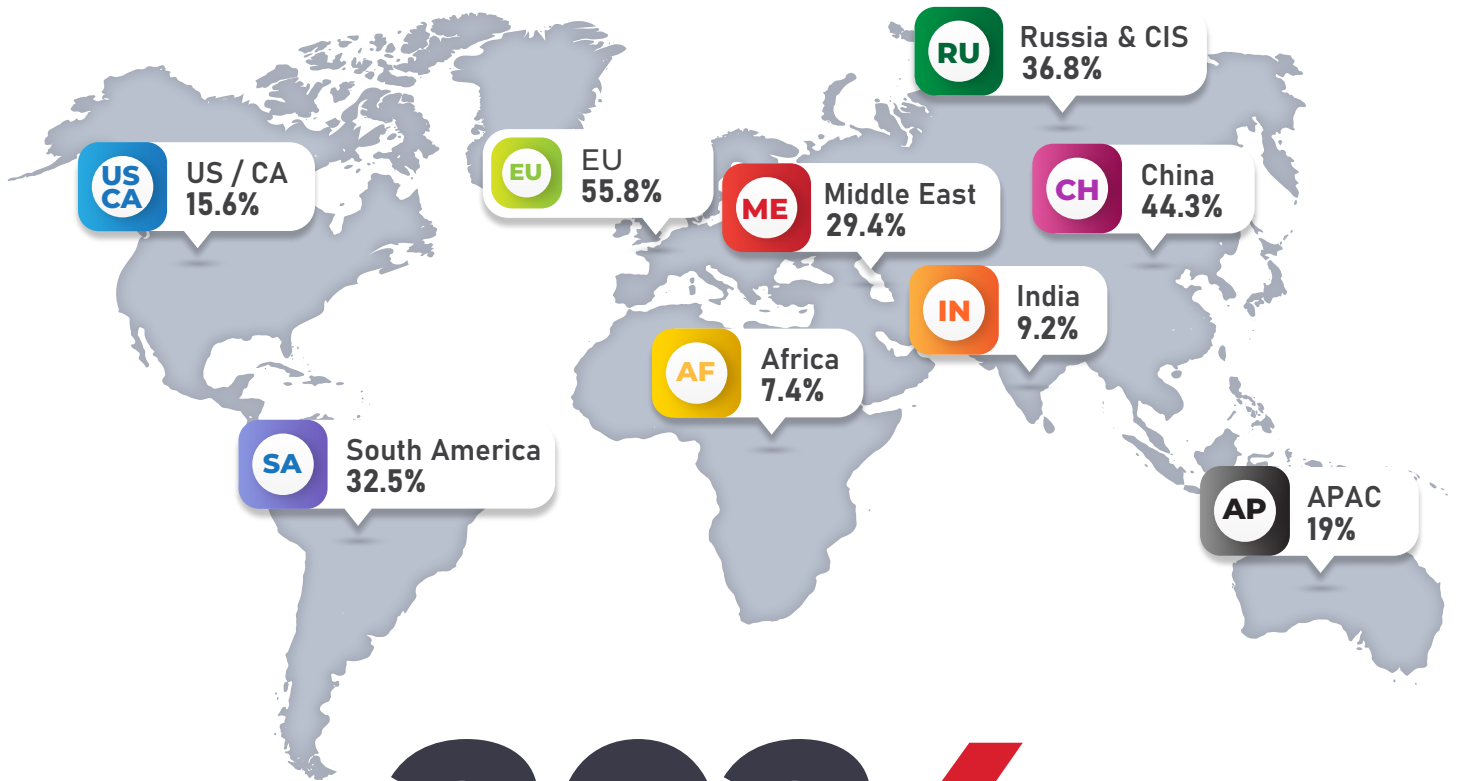 RU
Russia & CIS
36.8%
US
CA
US / CA
15.6%
EU
EU
55.8%
ME
Middle East
29.4%
CH
China
44.3%
IN
India
9.2%
AF
Africa
7.4%
SA
South America
32.5%
AP
APAC
19%